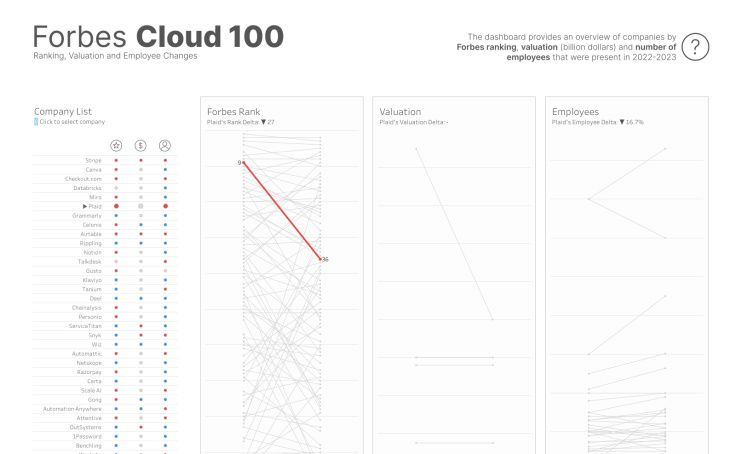 Forbes Cloud 100
Ranking, Valuation and Employee Changes
The dashboard provides an overview of companies by
Forbes ranking, valuation (billion dollars) and number of
employees that were present in 2022-2023
?
Company List
Click to select company
$
Stripe
Canva
Checkout.com
Databricks
Miro
▶ Plaid
Grammarly
Celonis
Airtable
Rippling
Notion
Talkdesk
Gusto
Klaviyo
Tanium
Deel
Chainalysis
Personio
ServiceTitan
Snyk
Wiz
Automattic
Netskope
Razorpay
Carta
Scale AI
Gong
Automation Anywhere
Attentive
OutSystems
1Password
Benchling
Forbes Rank
Plaid's Rank Delta: ▼ 27
9
36
Valuation
Plaid's Valuation Delta: -
Employees
Plaid's Employee Delta: ▼ 16.7%